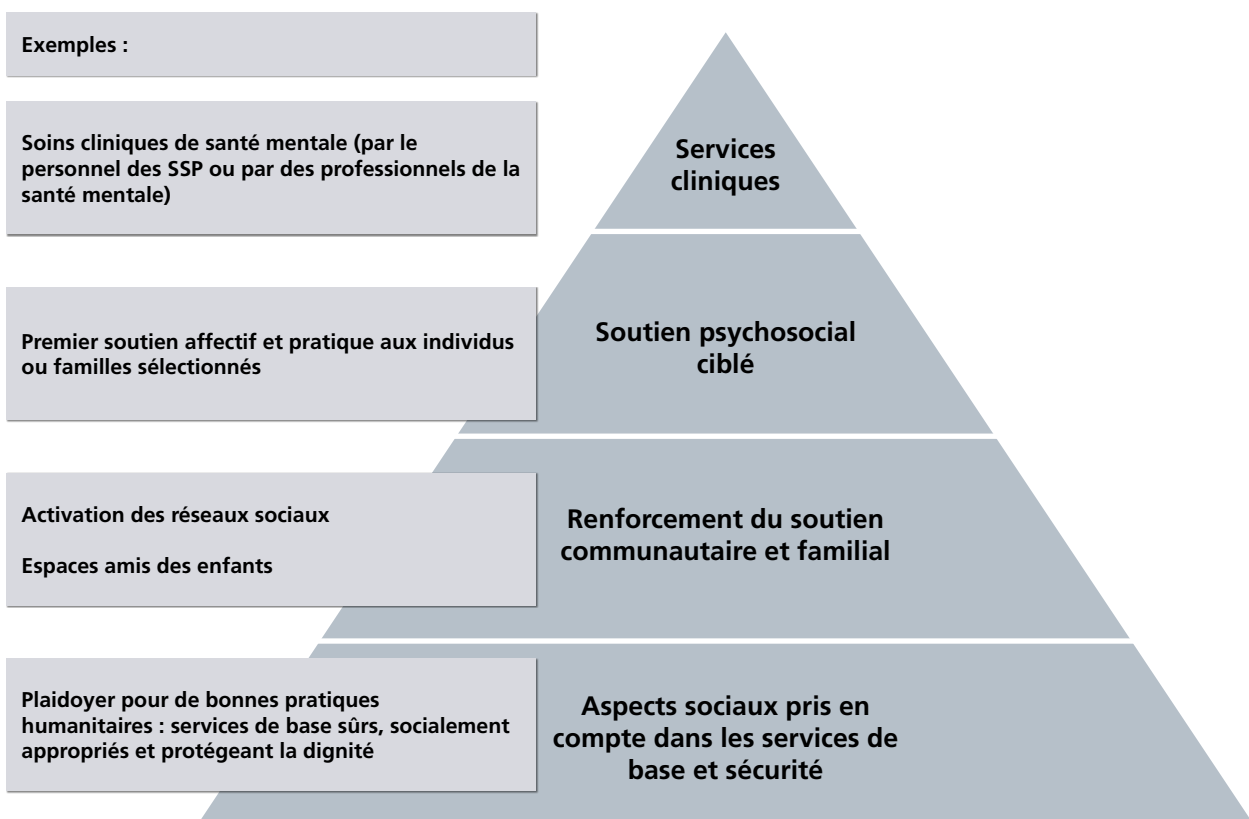 Exemples :
Soins cliniques de santé mentale (par le
personnel des SSP ou par des professionnels de la
santé mentale)
Services
cliniques
Premier soutien affectif et pratique aux individus
ou familles sélectionnés
Soutien psychosocial
ciblé
Activation des réseaux sociaux
Espaces amis des enfants
Renforcement du soutien
communautaire et familial
Plaidoyer pour de bonnes pratiques
humanitaires : services de base sûrs, socialement
appropriés et protégeant la dignité
Aspects sociaux pris en
compte dans les services de
base et sécurité